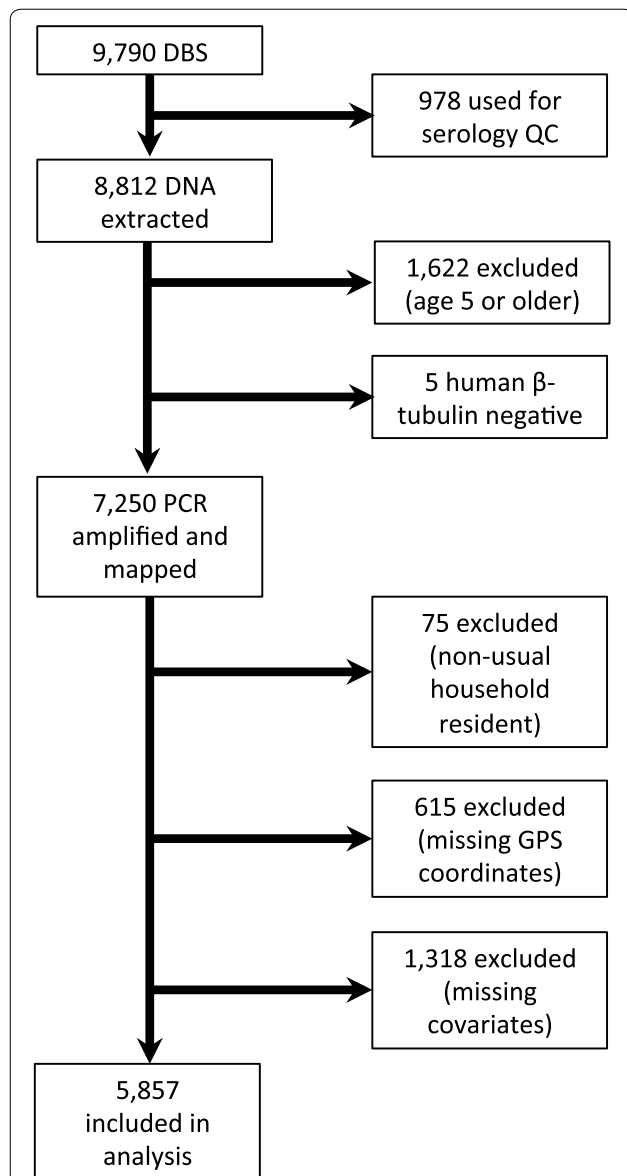 9,790 DBS
978 used for
serology QC
8,812 DNA
extracted
1,622 excluded
(age 5 or older)
5 human β-
tubulin negative
7,250 PCR
amplified and
mapped
75 excluded
(non-usual
household
resident)
615 excluded
(missing GPS
coordinates)
1,318 excluded
(missing
covariates)
5,857
included in
analysis